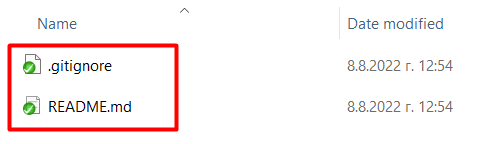 Name Date modified
.gitignore 8.8.2022 г. 12:54
README.md 8.8.2022 г. 12:54